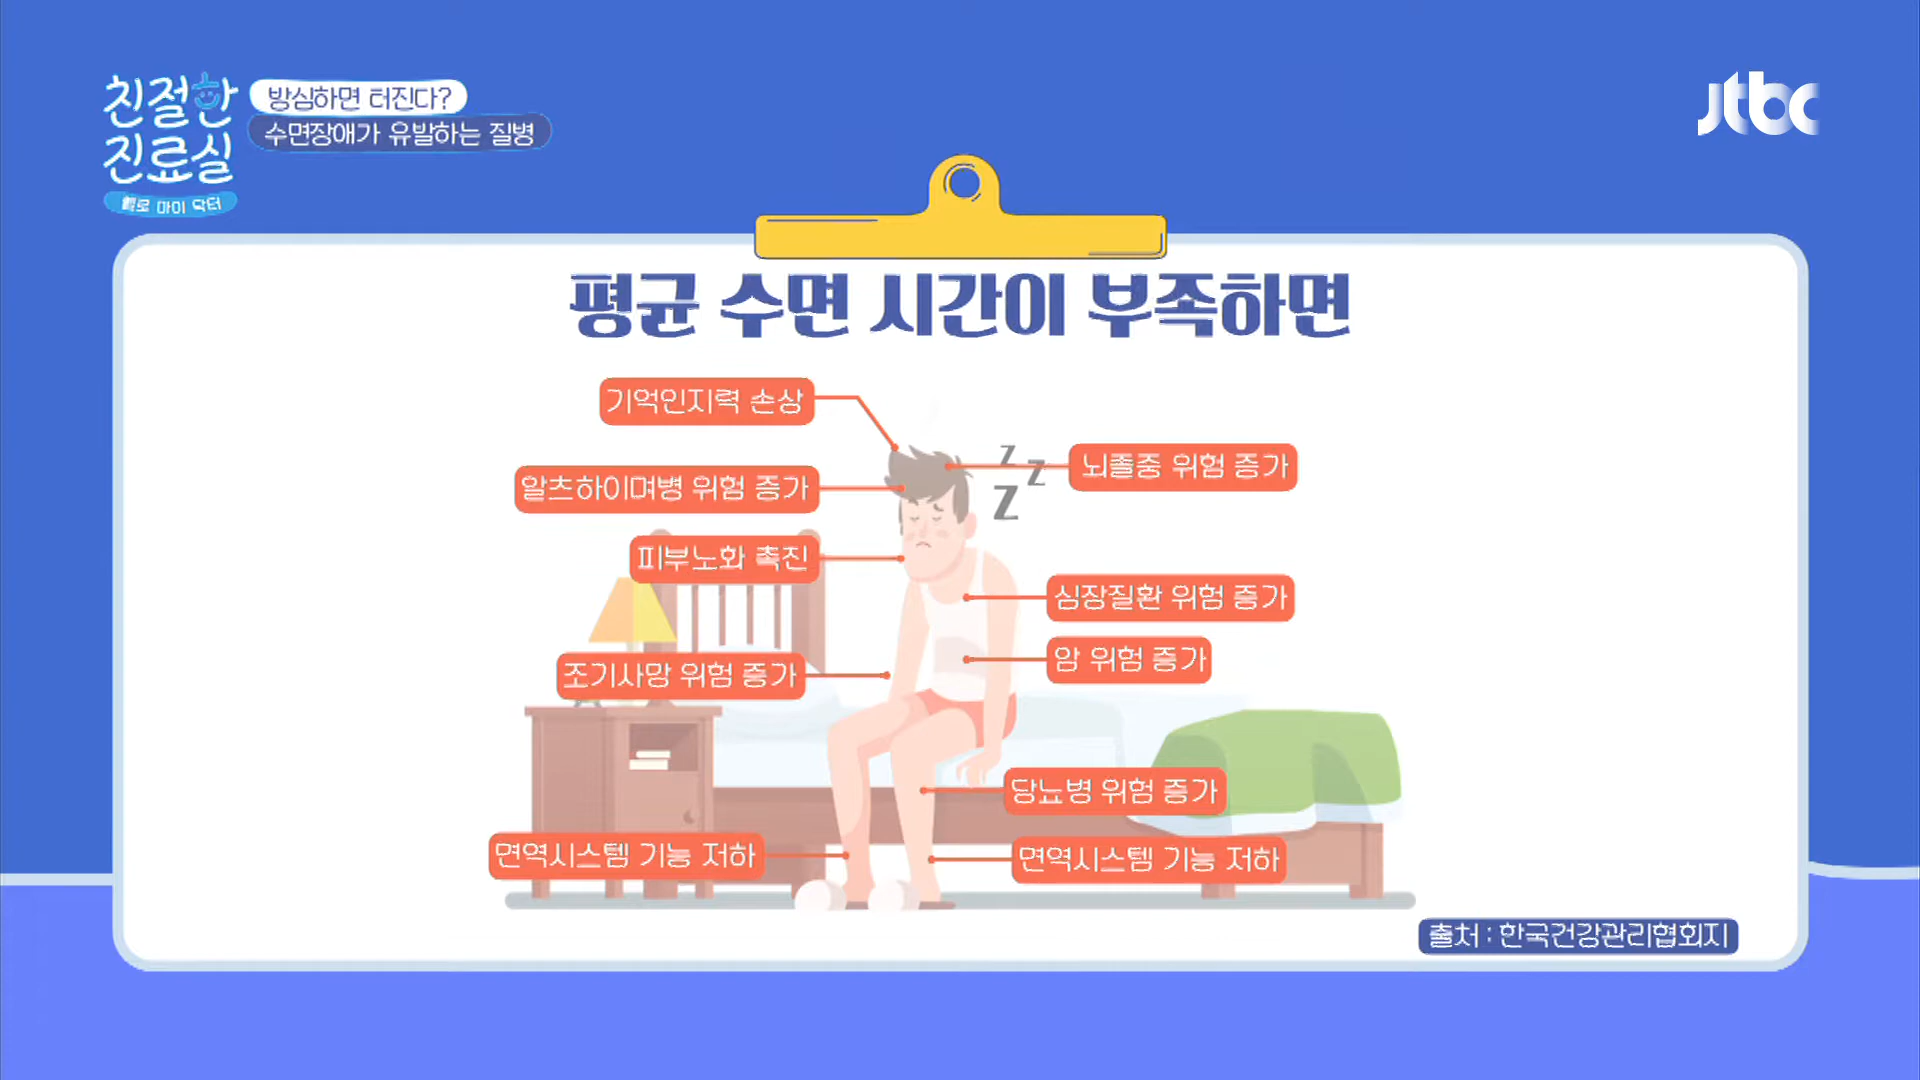 친절한
진료실
헬로 마이 닥터
방심하면 터진다?
수면장애가 유발하는 질병
jtbc
평균 수면 시간이 부족하면
기억인지력 손상
뇌졸중 위험 증가
알츠하이머병 위험 증가
피부노화 촉진
심장질환 위험 증가
암 위험 증가
조기사망 위험 증가
당뇨병 위험 증가
면역시스템 기능 저하
면역시스템 기능 저하
z
z
z
출처 : 한국건강관리협회지